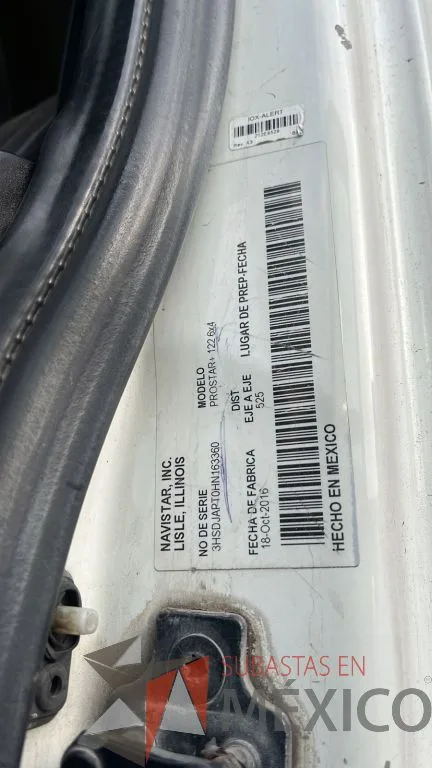 IOX-ALERT
NAVISTAR, INC.
LISLE, ILLINOIS
NO DE SERIE
3HSDJAPT0HN163360
MODELO
PROSTAR+ 122 6x4
FECHA DE FABRICA
18-Oct-2016
DIST
EJE A EJE
525
LUGAR DE PREP-FECHA
HECHO EN MEXICO
SUBASTAS EN
MÉXICO